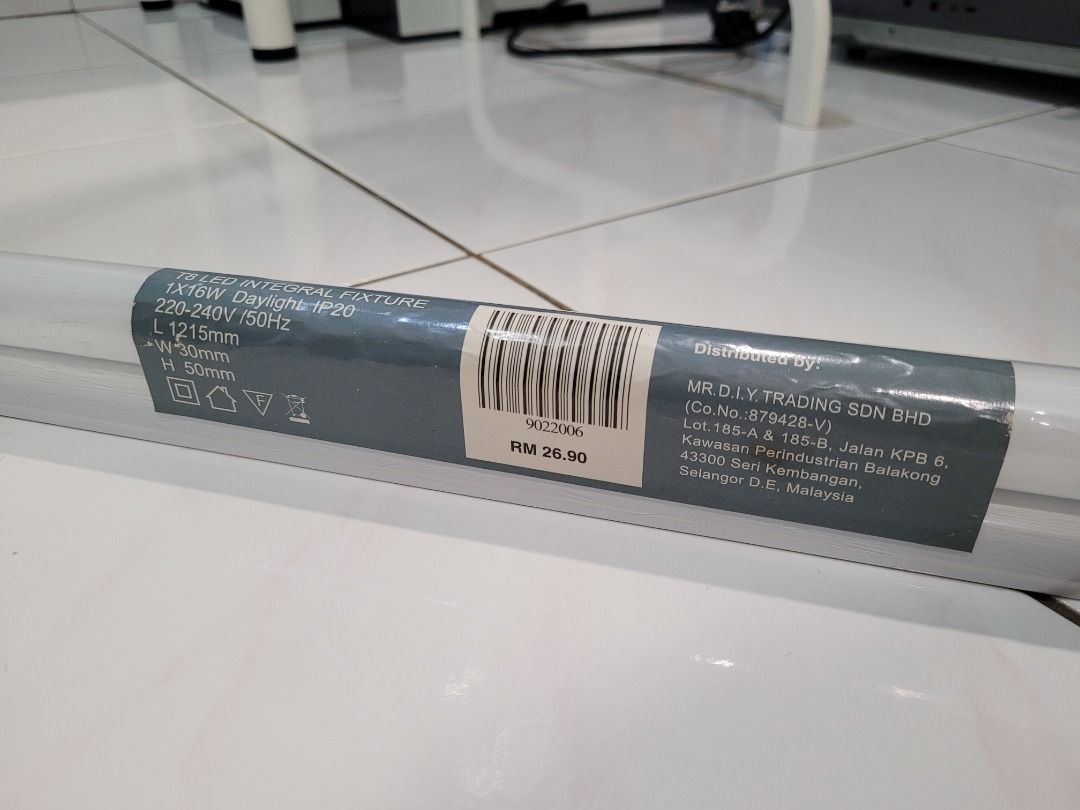 T8 LED INTEGRAL FIXTURE
1X16W Daylight IP20
220-240V /50Hz
L 1215mm
W 30mm
H 50mm
F
9022006
RM 26.90
Distributed by:
MR.D.I.Y. TRADING SDN BHD
(Co.No.:879428-V)
Lot.185-A & 185-B, Jalan KPB 6,
Kawasan Perindustrian Balakong
43300 Seri Kembangan,
Selangor D.E, Malaysia